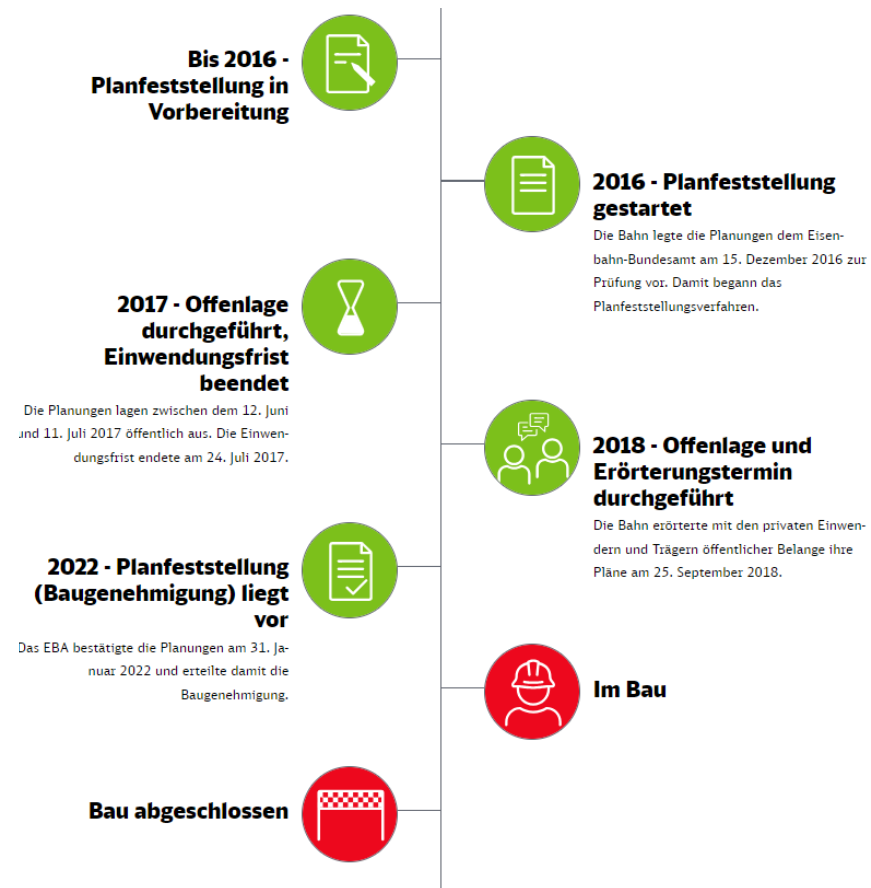 Bis 2016 -
Planfeststellung in
Vorbereitung
2016 - Planfeststellung
gestartet
Die Bahn legte die Planungen dem Eisen-
bahn-Bundesamt am 15. Dezember 2016 zur
Prüfung vor. Damit begann das
Planfeststellungsverfahren.
2017 - Offenlage
durchgeführt,
Einwendungsfrist
beendet
Die Planungen lagen zwischen dem 12. Juni
und 11. Juli 2017 öffentlich aus. Die Einwen-
dungsfrist endete am 24. Juli 2017.
2018 - Offenlage und
Erörterungstermin
durchgeführt
Die Bahn erörterte mit den privaten Einwen-
dern und Trägern öffentlicher Belange ihre
Pläne am 25. September 2018.
2022 - Planfeststellung
(Baugenehmigung) liegt
vor
Das EBA bestätigte die Planungen am 31. Ja-
nuar 2022 und erteilte damit die
Baugenehmigung.
Im Bau
Bau abgeschlossen